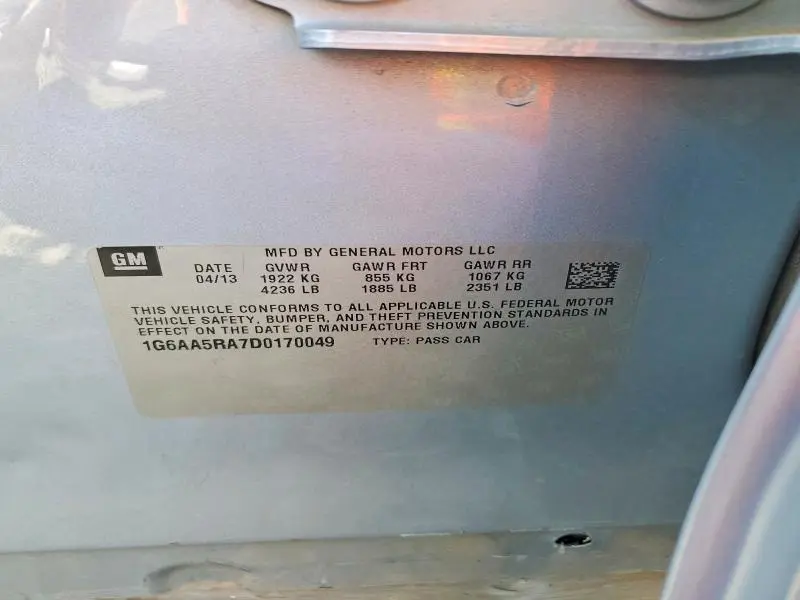 GM
MFD BY GENERAL MOTORS LLC
DATE GVWR GAWR FRT GAWR RR
04/13 1922 KG 855 KG 1067 KG
4236 LB 1885 LB 2351 LB
THIS VEHICLE CONFORMS TO ALL APPLICABLE U.S. FEDERAL MOTOR
VEHICLE SAFETY, BUMPER, AND THEFT PREVENTION STANDARDS IN
EFFECT ON THE DATE OF MANUFACTURE SHOWN ABOVE.
1G6AA5RA7D0170049 TYPE: PASS CAR